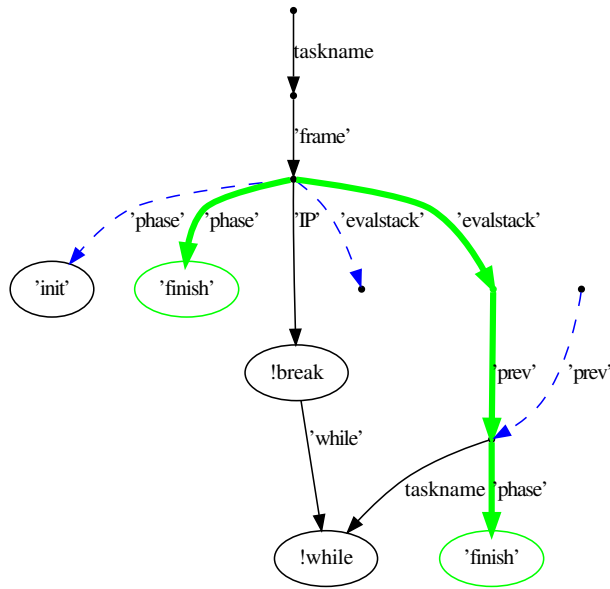 taskname
’frame’
’phase’ ’phase’ ’IP’ ’evalstack’ ’evalstack’
’init’ ’finish’
!break ’prev’ ’prev’
’while’
taskname ’phase’
!while ’finish’